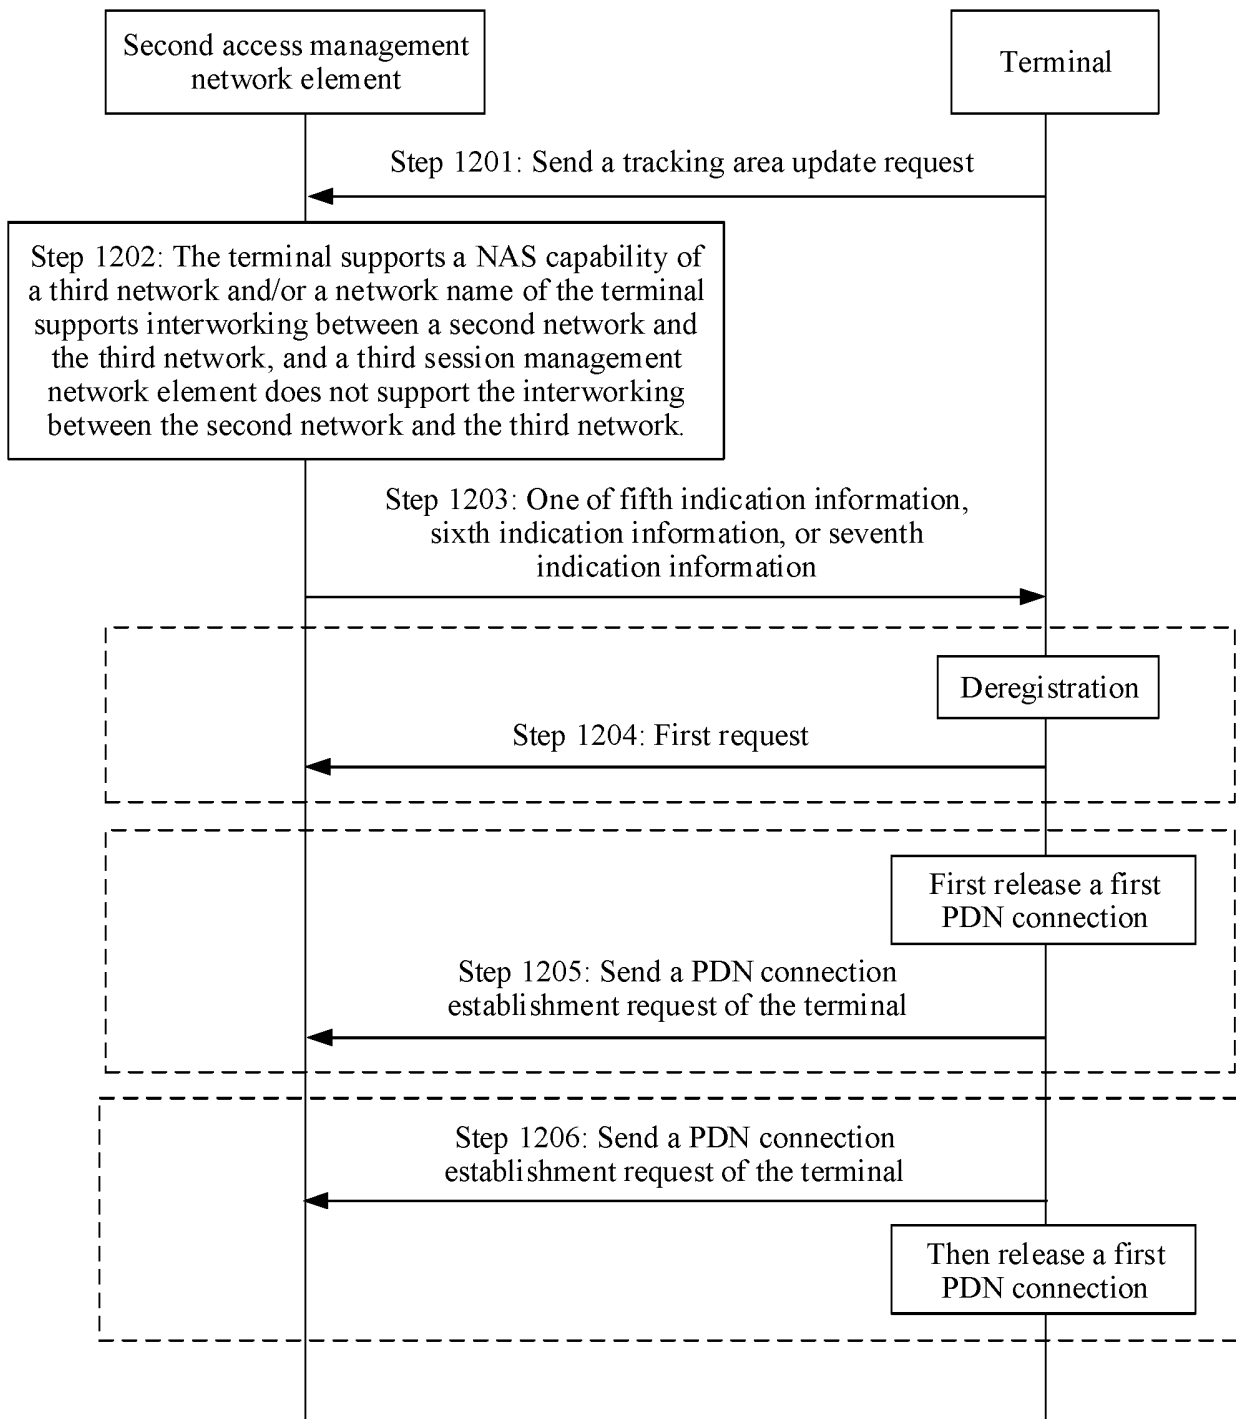 Second access management
network element
Terminal
Step 1201: Send a tracking area update request
Step 1202: The terminal supports a NAS capability of
a third network and/or a network name of the terminal
supports interworking between a second network and
the third network, and a third session management
network element does not support the interworking
between the second network and the third network.
Step 1203: One of fifth indication information,
sixth indication information, or seventh
indication information
Deregistration
Step 1204: First request
First release a first
PDN connection
Step 1205: Send a PDN connection
establishment request of the terminal
Step 1206: Send a PDN connection
establishment request of the terminal
Then release a first
PDN connection